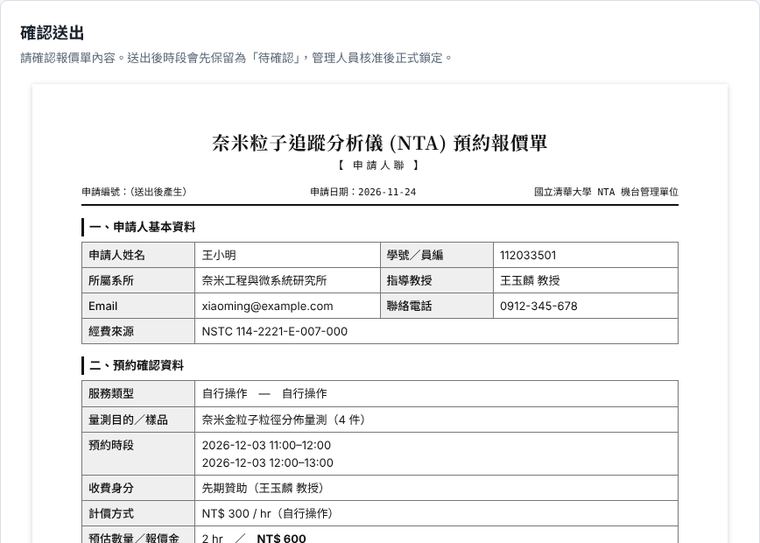 確認送出
請確認報價單內容。送出後時段會先保留為「待確認」，管理人員核准後正式鎖定。
奈米粒子追蹤分析儀 (NTA) 預約報價單
【 申請人聯 】
申請編號：（送出後產生） 申請日期：2026-11-24 國立清華大學 NTA 機台管理單位
一、申請人基本資料
申請人姓名 王小明 學號／員編 112033501
所屬系所 奈米工程與微系統研究所 指導教授 王玉麟 教授
Email xiaoming@example.com 聯絡電話 0912-345-678
經費來源 NSTC 114-2221-E-007-000
二、預約確認資料
服務類型 自行操作 — 自行操作
量測目的／樣品 奈米金粒子粒徑分佈量測（4 件）
預約時段 2026-12-03 11:00–12:00
2026-12-03 12:00–13:00
收費身分 先期贊助（王玉麟 教授）
計價方式 NT$ 300 / hr（自行操作）
預估數量／報價金 2 hr ／ NT$ 600